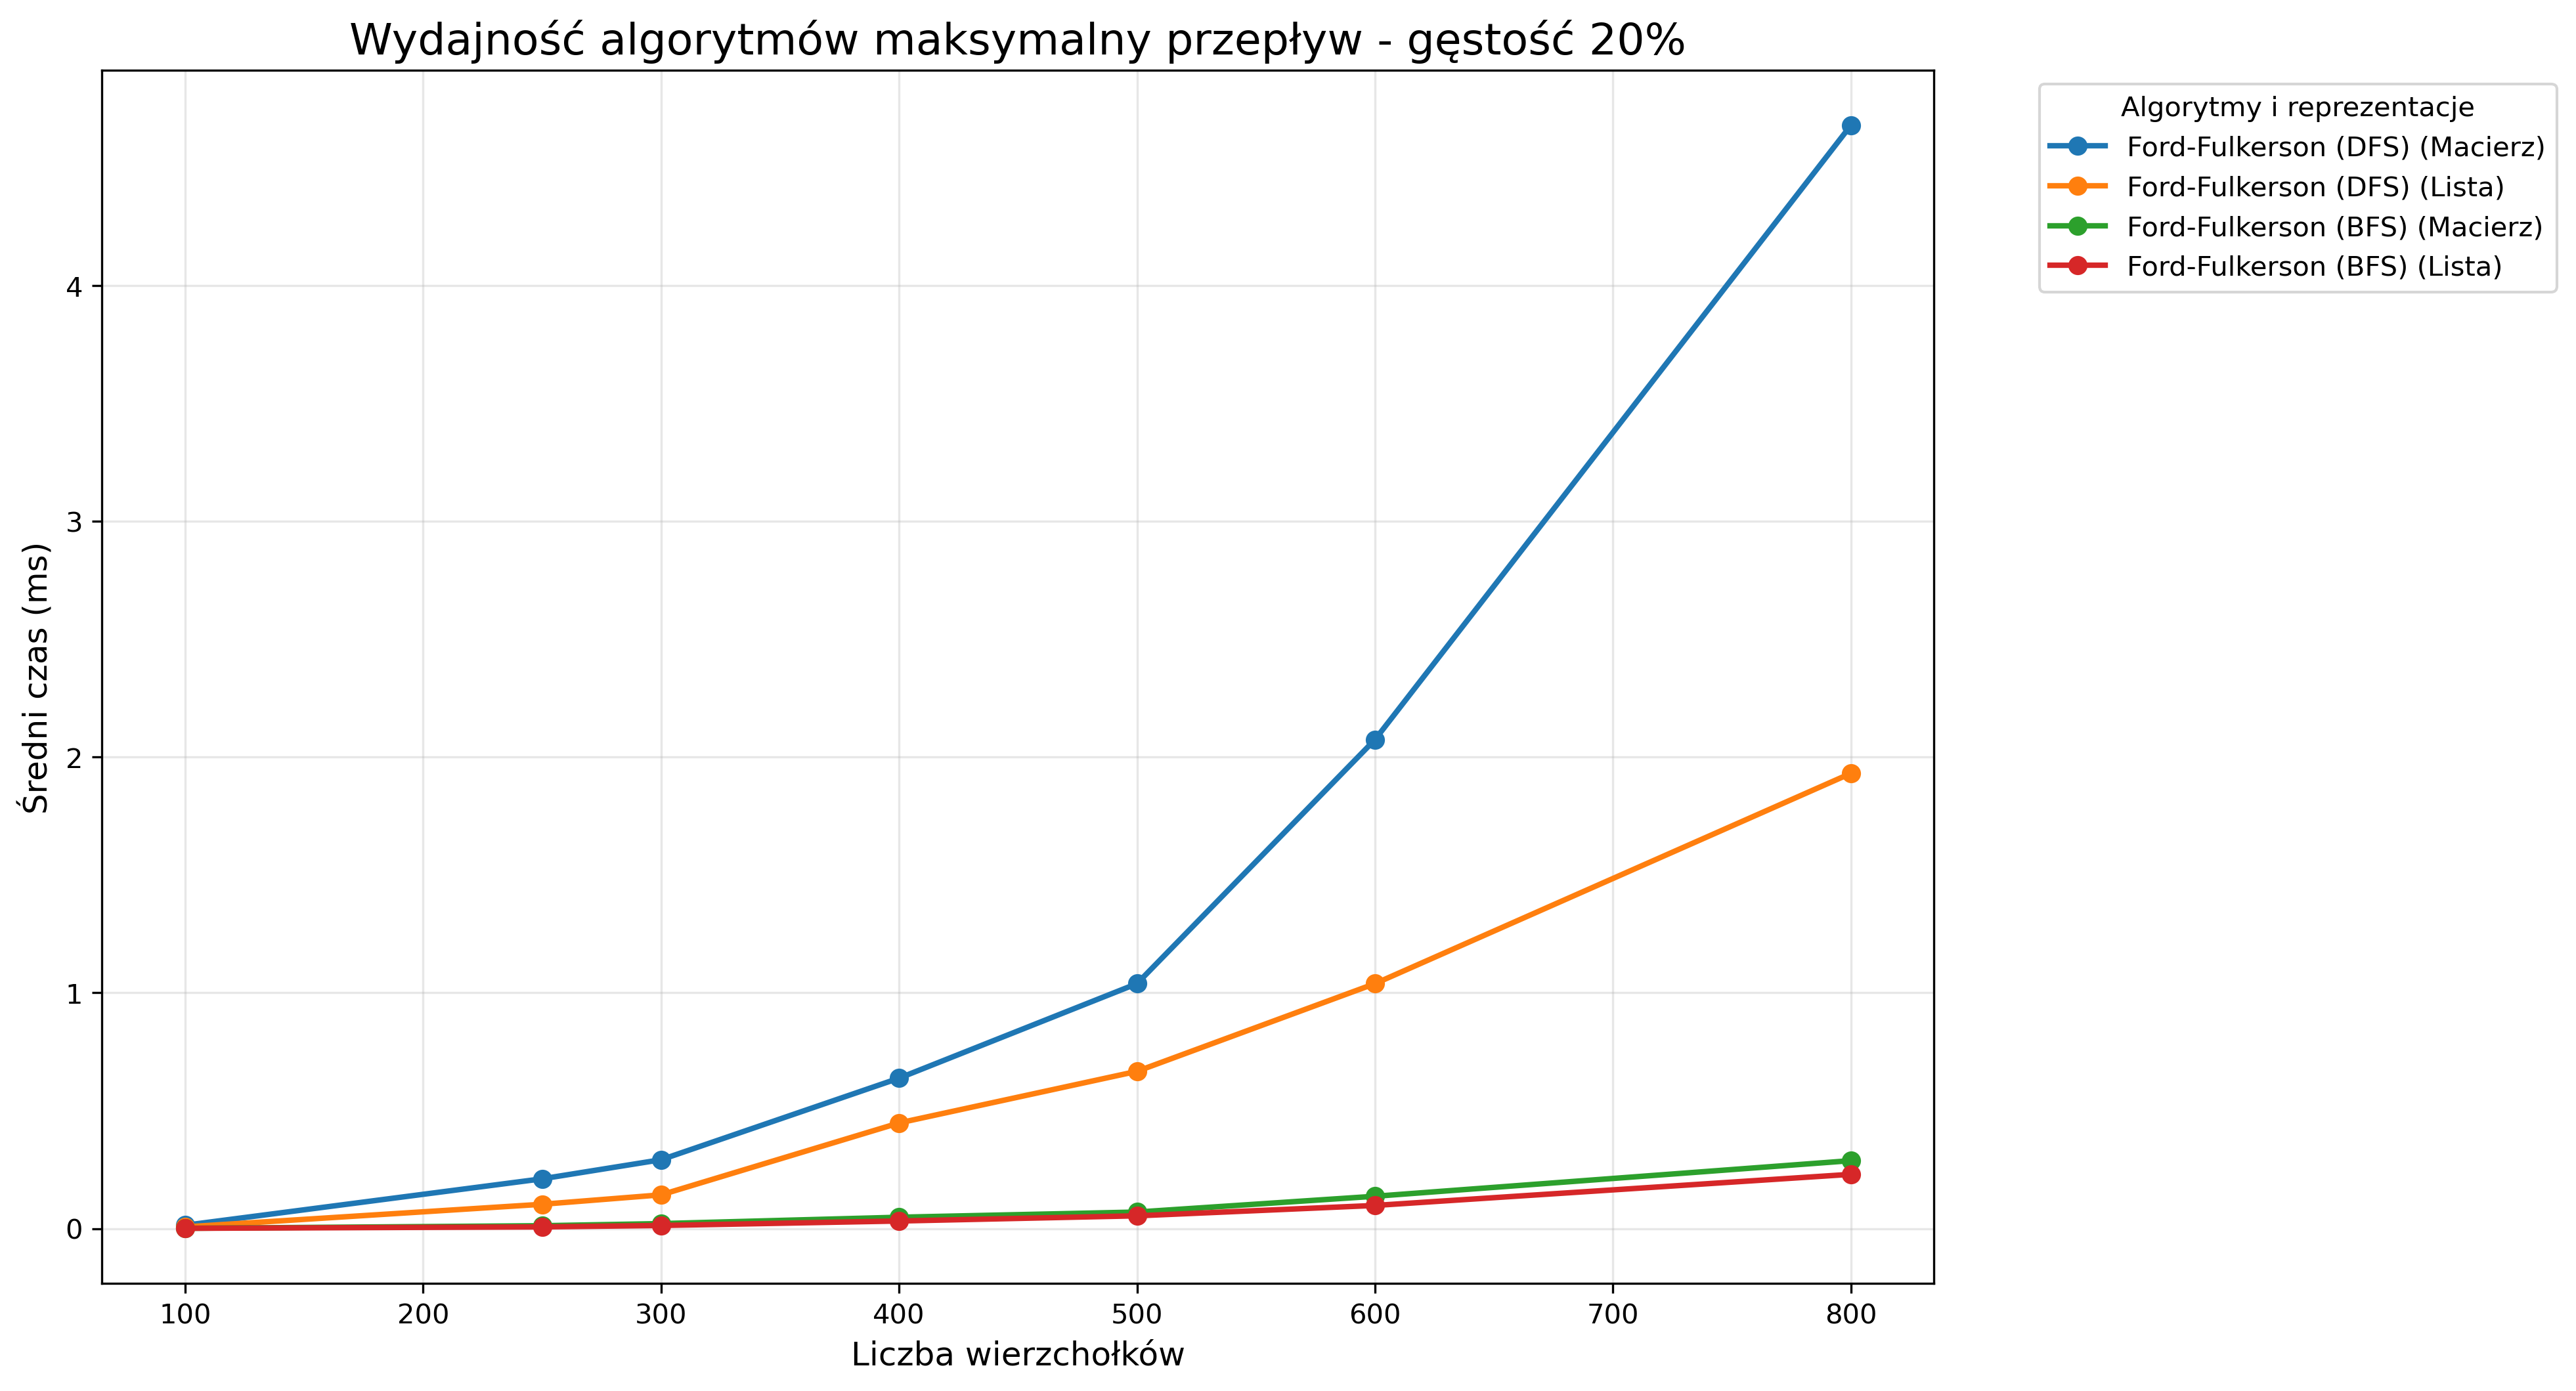 Wydajność algorytmów maksymalny przepływ - gęstość 20%
Algorytmy i reprezentacje
Ford-Fulkerson (DFS) (Macierz)
Ford-Fulkerson (DFS) (Lista)
Ford-Fulkerson (BFS) (Macierz)
Ford-Fulkerson (BFS) (Lista)
Średni czas (ms)
4
3
2
1
0
100 200 300 400 500 600 700 800
Liczba wierzchołków